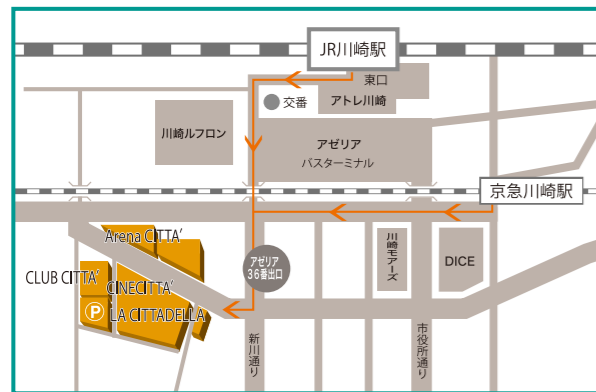 JR川崎駅
東口
アトレ川崎
交番
川崎ルフロン
アゼリア
バスターミナル
京急川崎駅
Arena CITTA’
アゼリア
36番出口
川崎モアーズ
DICE
CLUB CITTA’
CINECITTA’
P
LA CITTADELLA
新川通り
市役所通り